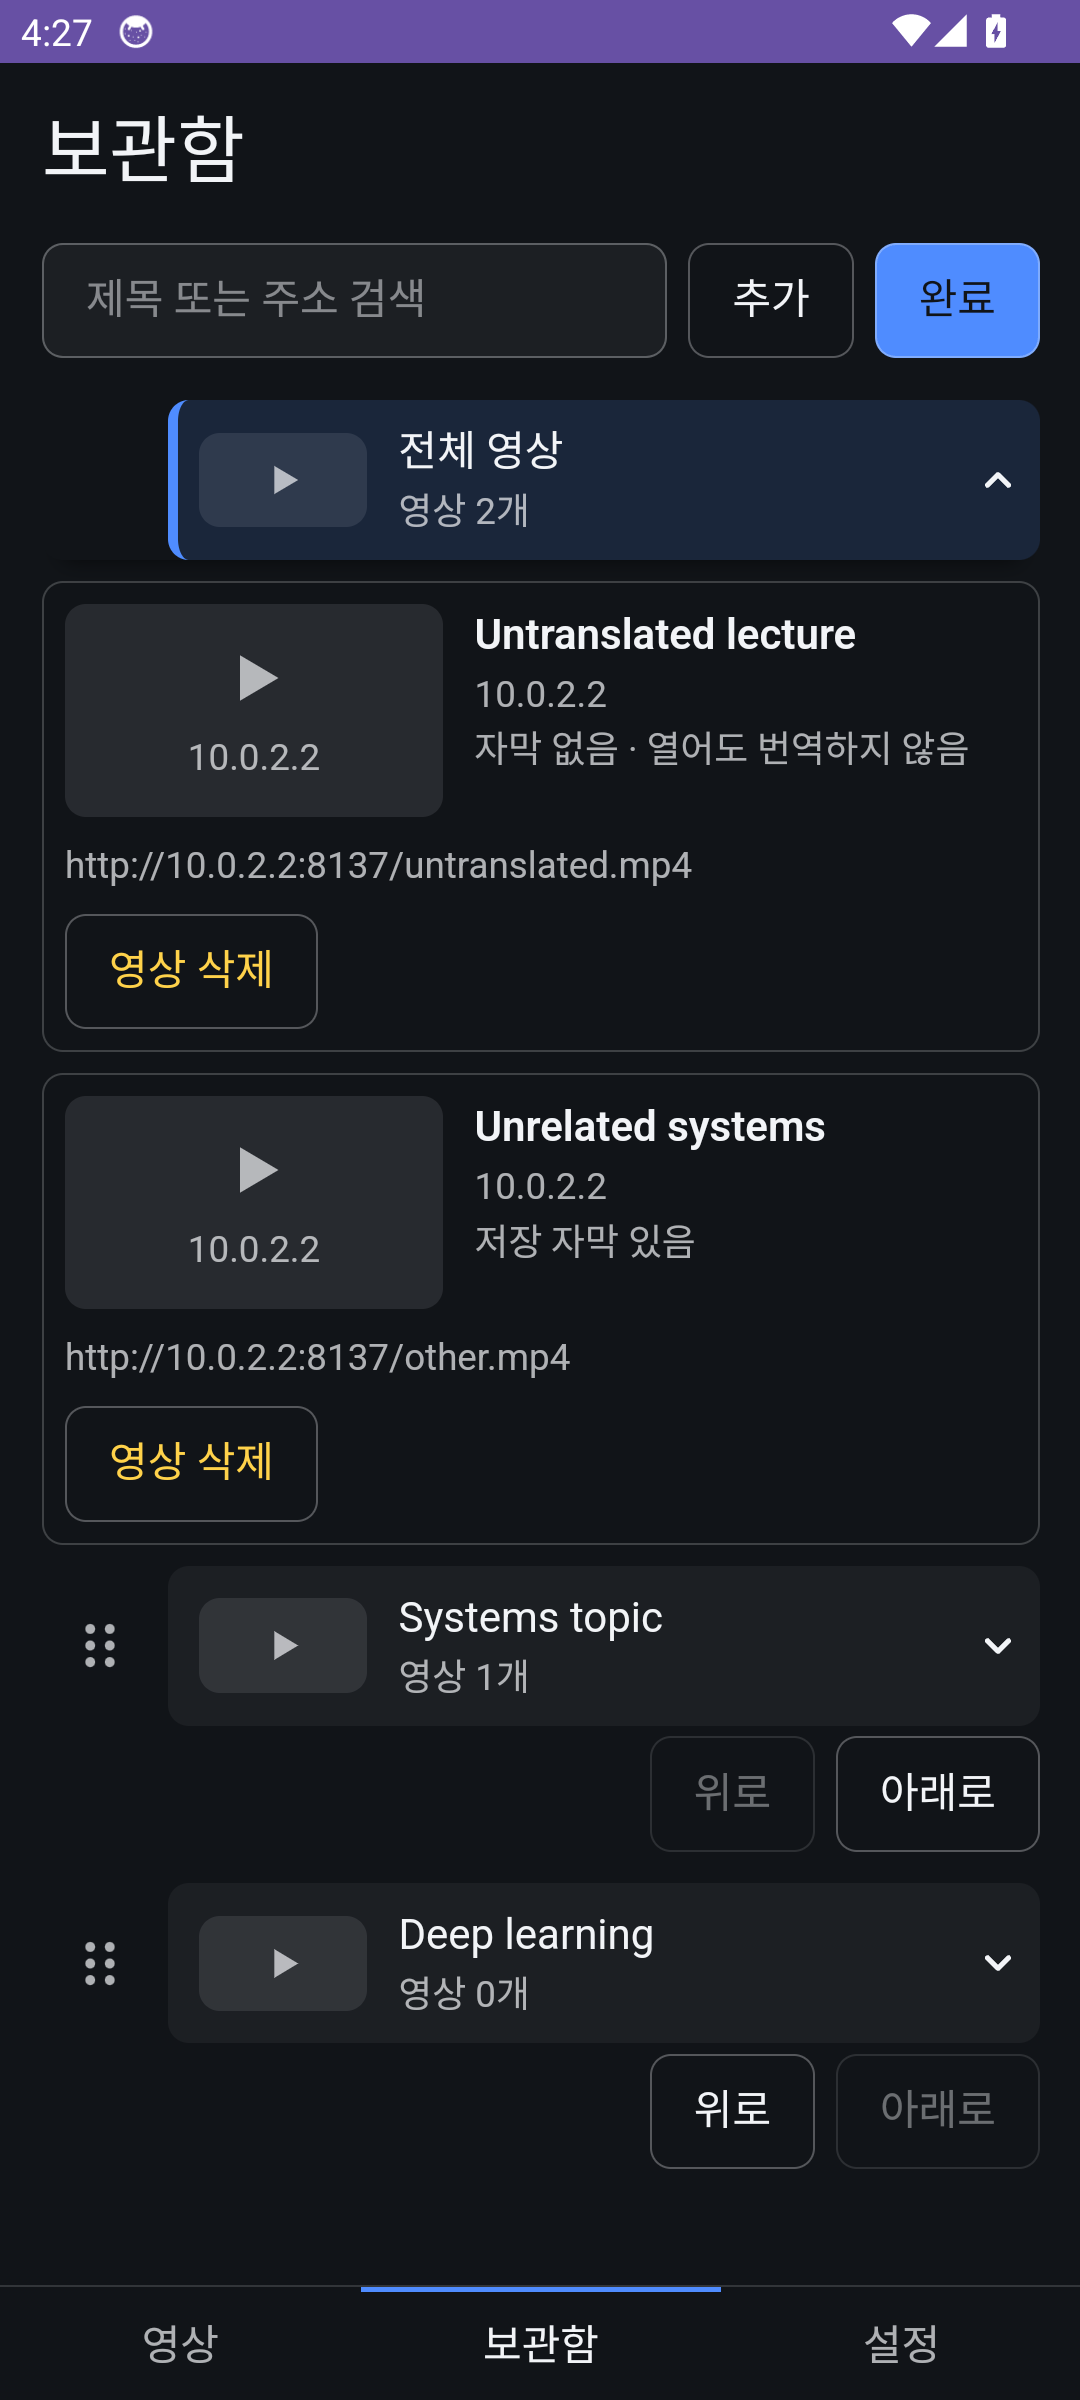 4:27
보관함
제목 또는 주소 검색
추가
완료
전체 영상
영상 2개
Untranslated lecture
10.0.2.2
자막 없음 · 열어도 번역하지 않음
10.0.2.2
http://10.0.2.2:8137/untranslated.mp4
영상 삭제
Unrelated systems
10.0.2.2
저장 자막 있음
10.0.2.2
http://10.0.2.2:8137/other.mp4
영상 삭제
Systems topic
영상 1개
위로
아래로
Deep learning
영상 0개
위로
아래로
영상
보관함
설정